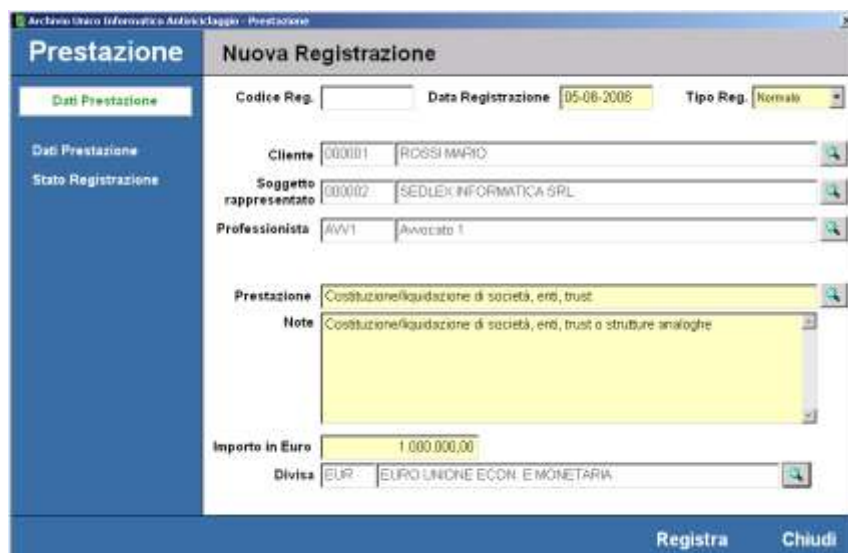 Archivio Unico Informatico Antiriciclaggio - Prestazione
Prestazione
Nuova Registrazione
Dati Prestazione
Codice Reg. Data Registrazione 05-06-2006 Tipo Reg. Normale
Dati Prestazione
Stato Registrazione
Cliente 000001 ROSSI MARIO
Soggetto rappresentato 000002 SEDLEX INFORMATICA SRL
Professionista AVV1 Avvocato 1
Prestazione Costituzione/liquidazione di società, enti, trust
Note Costituzione/liquidazione di società, enti, trust o strutture analoghe
Importo in Euro 1.000.000,00
Divisa EUR EURO UNIONE ECON. E MONETARIA
Registra Chiudi